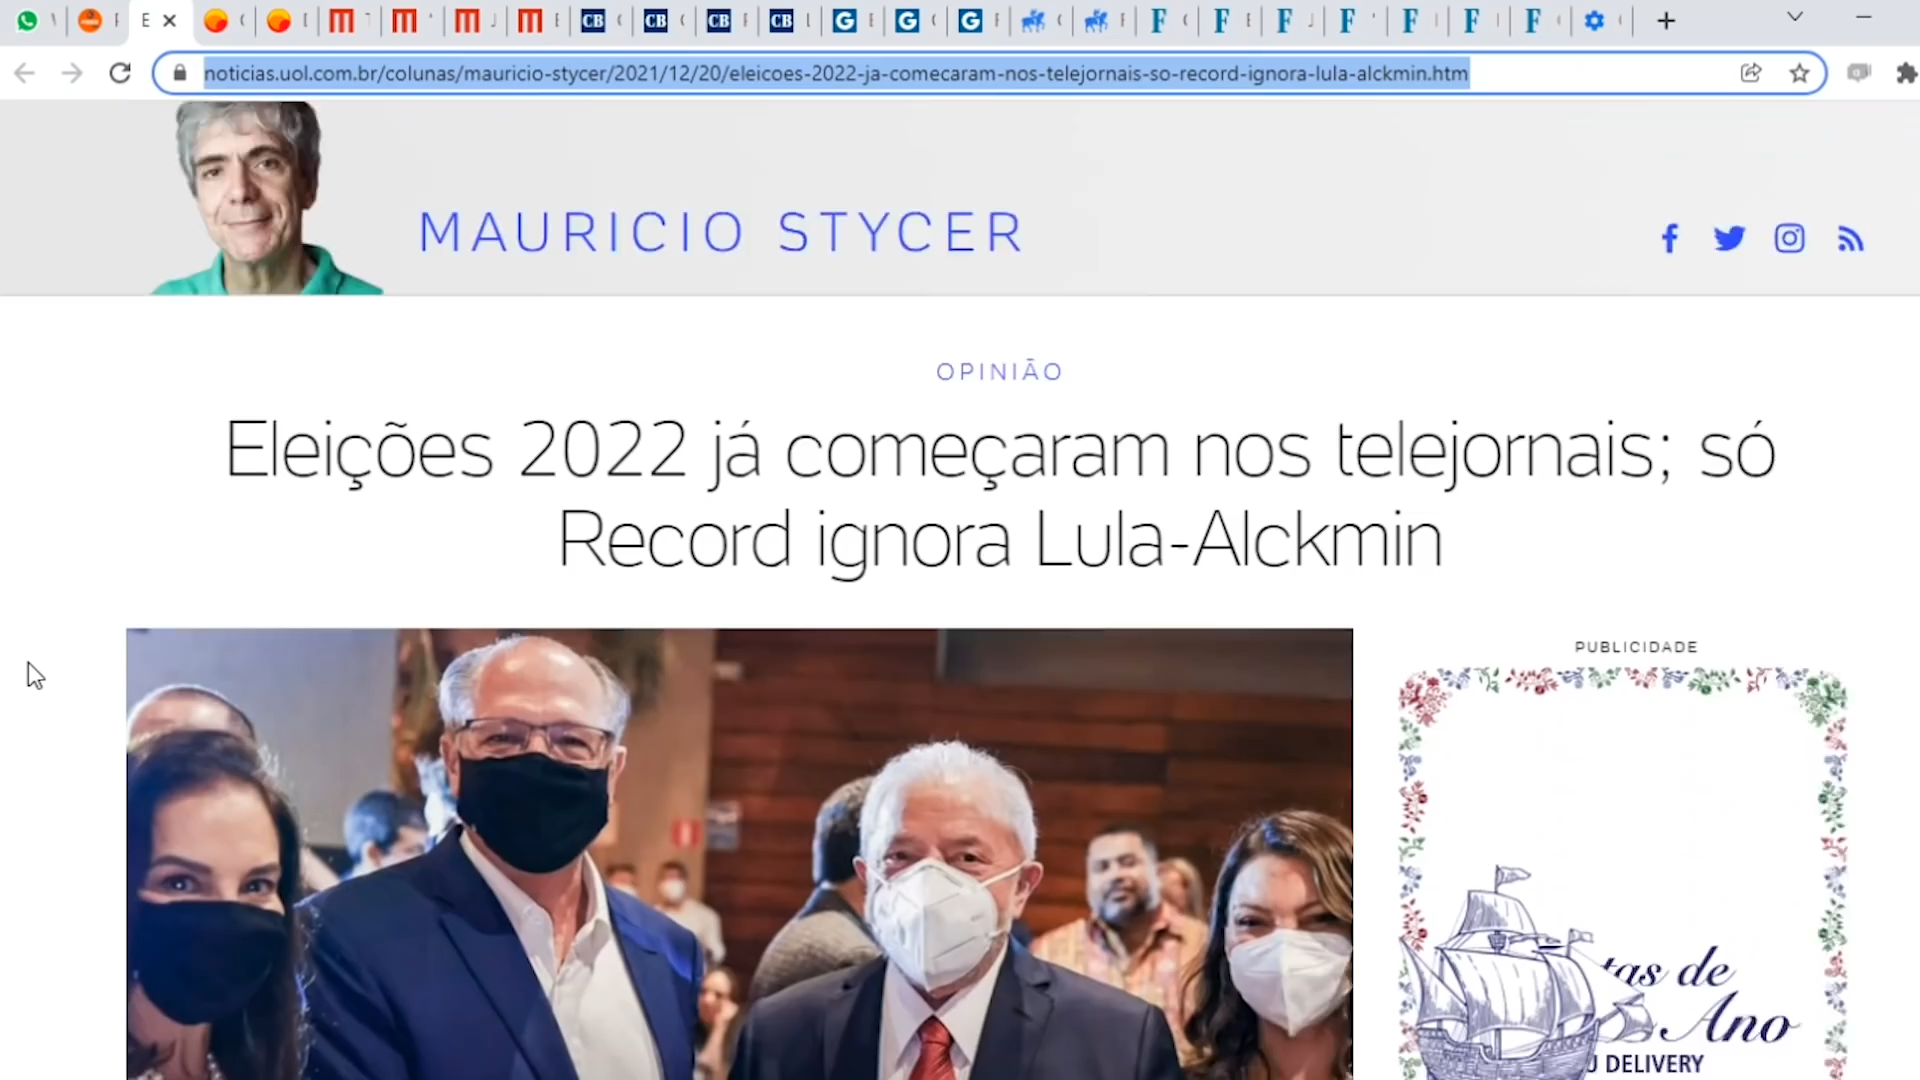 noticias.uol.com.br/colunas/mauricio-stycer/2021/12/20/eleicoes-2022-ja-comecaram-nos-telejornais-so-record-ignora-lula-alckmin.htm
MAURICIO STYCER
OPINIÃO
Eleições 2022 já começaram nos telejornais; só
Record ignora Lula-Alckmin
PUBLICIDADE
tas de
Ano
DELIVERY